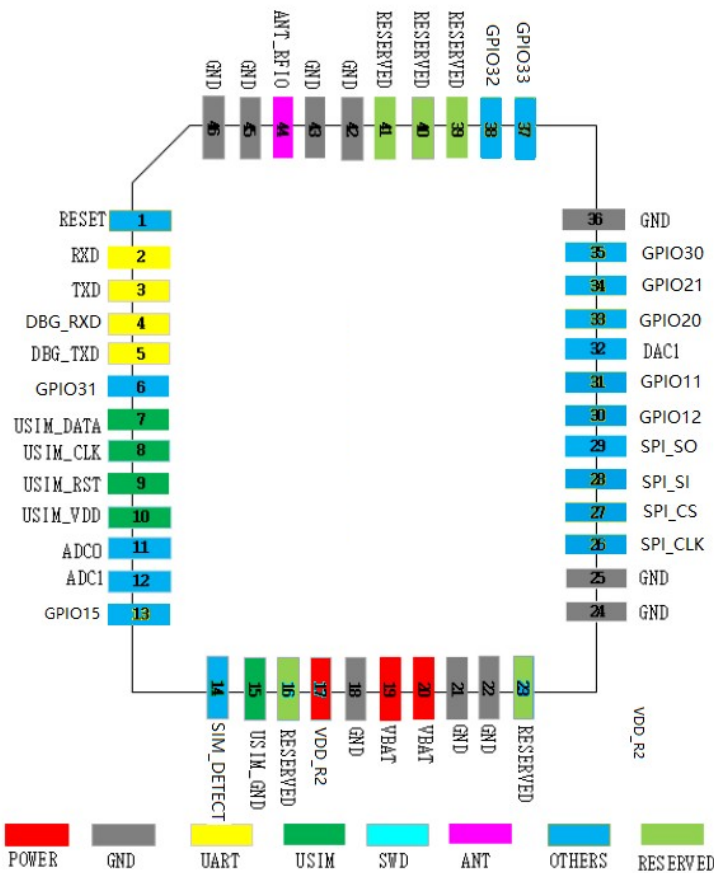 GND
GND
ANT_RFIO
GND
GND
RESERVED
RESERVED
RESERVED
GPIO32
GPIO33
46
45
44
43
42
41
40
39
38
37
RESET 1
RXD 2
TXD 3
DBG_RXD 4
DBG_TXD 5
GPIO31 6
USIM_DATA 7
USIM_CLK 8
USIM_RST 9
USIM_VDD 10
ADC0 11
ADC1 12
GPIO15 13
36 GND
35 GPIO30
34 GPIO21
33 GPIO20
32 DAC1
31 GPIO11
30 GPIO12
29 SPI_SO
28 SPI_SI
27 SPI_CS
26 SPI_CLK
25 GND
24 GND
14
15
16
17
18
19
20
21
22
23
SIM_DETECT
USIM_GND
RESERVED
VDD_R2
GND
VBAT
VBAT
GND
GND
RESERVED
VDD_R2
POWER
GND
UART
USIM
SWD
ANT
OTHERS
RESERVED